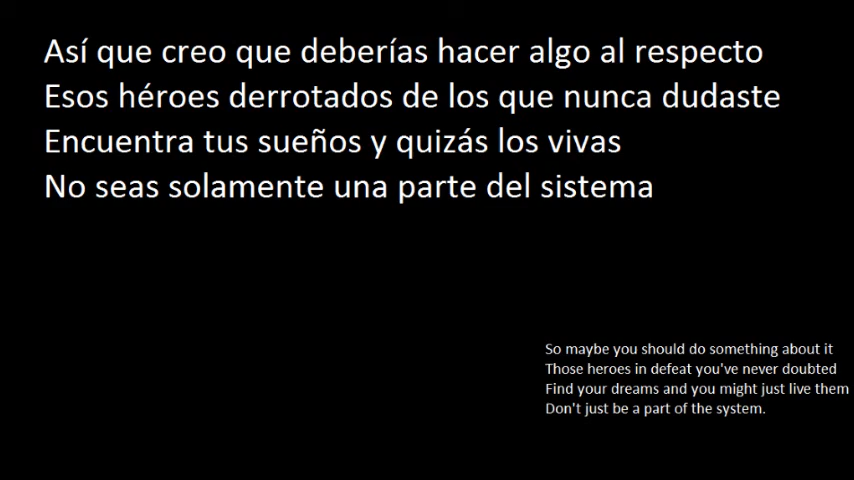 Así que creo que deberías hacer algo al respecto
Esos héroes derrotados de los que nunca dudaste
Encuentra tus sueños y quizás los vivas
No seas solamente una parte del sistema
So maybe you should do something about it
Those heroes in defeat you've never doubted
Find your dreams and you might just live them
Don't just be a part of the system.